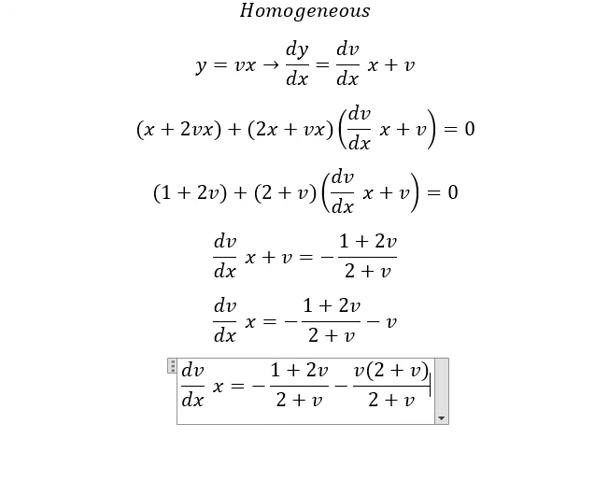 Homogeneous
y = vx → dy/dx = dv/dx x + v
(x + 2vx) + (2x + vx)(dv/dx x + v) = 0
(1 + 2v) + (2 + v)(dv/dx x + v) = 0
dv/dx x + v = −(1 + 2v)/(2 + v)
dv/dx x = −(1 + 2v)/(2 + v) − v
dv/dx x = −(1 + 2v)/(2 + v) − v(2 + v)/(2 + v)